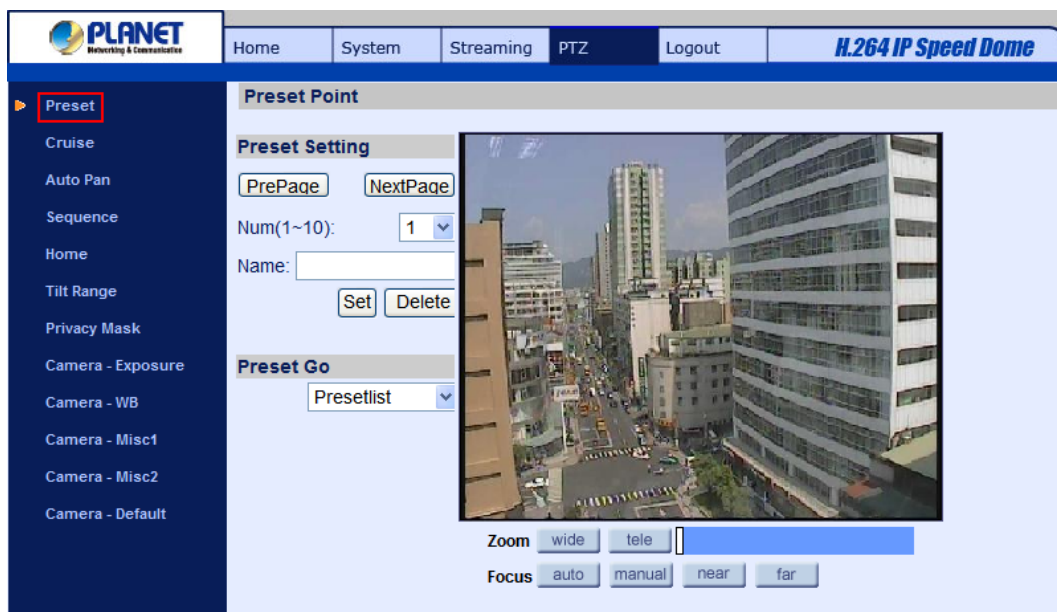 PLANET
Networking & Communication
Home
System
Streaming
PTZ
Logout
H.264 IP Speed Dome
Preset
Cruise
Auto Pan
Sequence
Home
Tilt Range
Privacy Mask
Camera - Exposure
Camera - WB
Camera - Misc1
Camera - Misc2
Camera - Default
Preset Point
Preset Setting
PrePage NextPage
Num(1~10): 1
Name:
Set Delete
Preset Go
Presetlist
Zoom wide tele
Focus auto manual near far